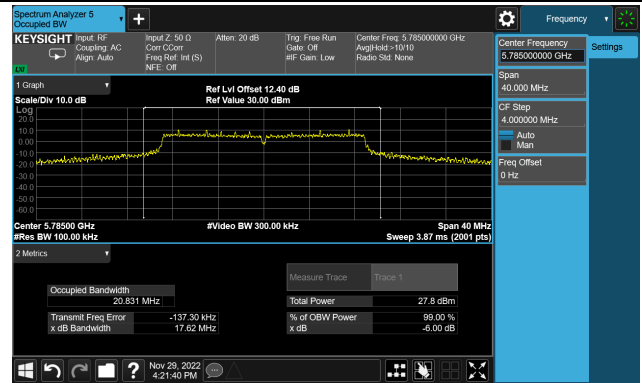 Spectrum Analyzer 5
Occupied BW
Frequency
KEYSIGHT
Input: RF
Coupling: AC
Align: Auto
Input Z: 50 Ω
Corr CCorr
Freq Ref: Int (S)
NFE: Off
Atten: 20 dB
Trig: Free Run
Gate: Off
#IF Gain: Low
Center Freq: 5.785000000 GHz
Avg|Hold:>10/10
Radio Std: None
LXI
Center Frequency
5.785000000 GHz
Settings
Span
40.000 MHz
CF Step
4.000000 MHz
Auto
Man
Freq Offset
0 Hz
1 Graph
Scale/Div 10.0 dB
Ref Lvl Offset 12.40 dB
Ref Value 30.00 dBm
Log
20.0
10.0
0.00
-10.0
-20.0
-30.0
-40.0
-50.0
-60.0
Center 5.78500 GHz
#Video BW 300.00 kHz
Span 40 MHz
#Res BW 100.00 kHz
Sweep 3.87 ms (2001 pts)
2 Metrics
Measure Trace
Trace 1
Occupied Bandwidth
20.831 MHz
Total Power
27.8 dBm
Transmit Freq Error
-137.30 kHz
% of OBW Power
99.00 %
x dB Bandwidth
17.62 MHz
x dB
-6.00 dB
Nov 29, 2022
4:21:40 PM